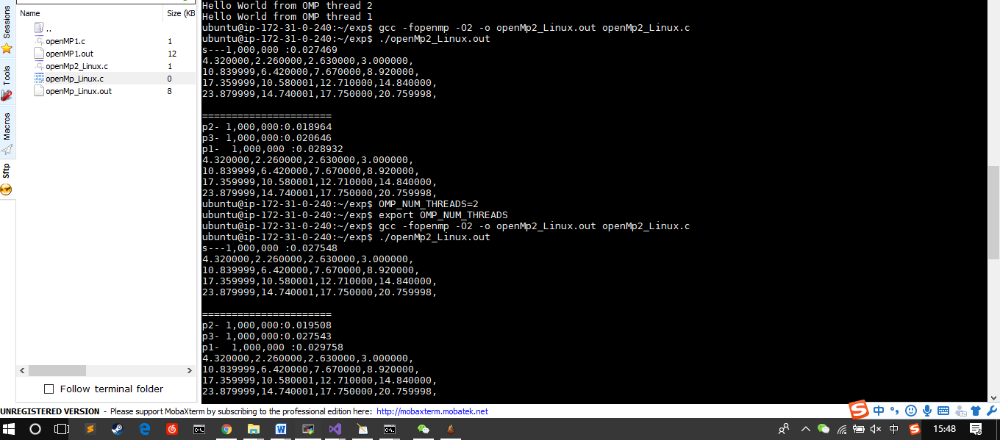 Sessions
Tools
Macros
Sftp
Name Size (KB
..
openMP1.c 1
openMP1.out 12
openMp2_Linux.c 1
openMp_Linux.c 0
openMp_Linux.out 8
Follow terminal folder
Hello World from OMP thread 2
Hello World from OMP thread 1
ubuntu@ip-172-31-0-240:~/exp$ gcc -fopenmp -O2 -o openMp2_Linux.out openMp2_Linux.c
ubuntu@ip-172-31-0-240:~/exp$ ./openMp2_Linux.out
s---1,000,000 :0.027469
4.320000,2.260000,2.630000,3.000000,
10.839999,6.420000,7.670000,8.920000,
17.359999,10.580001,12.710000,14.840000,
23.879999,14.740001,17.750000,20.759998,
======================
p2- 1,000,000:0.018964
p3- 1,000,000:0.020646
p1-  1,000,000 :0.028932
4.320000,2.260000,2.630000,3.000000,
10.839999,6.420000,7.670000,8.920000,
17.359999,10.580001,12.710000,14.840000,
23.879999,14.740001,17.750000,20.759998,
ubuntu@ip-172-31-0-240:~/exp$ OMP_NUM_THREADS=2
ubuntu@ip-172-31-0-240:~/exp$ export OMP_NUM_THREADS
ubuntu@ip-172-31-0-240:~/exp$ gcc -fopenmp -O2 -o openMp2_Linux.out openMp2_Linux.c
ubuntu@ip-172-31-0-240:~/exp$ ./openMp2_Linux.out
s---1,000,000 :0.027548
4.320000,2.260000,2.630000,3.000000,
10.839999,6.420000,7.670000,8.920000,
17.359999,10.580001,12.710000,14.840000,
23.879999,14.740001,17.750000,20.759998,
======================
p2- 1,000,000:0.019508
p3- 1,000,000:0.027543
p1-  1,000,000 :0.029758
4.320000,2.260000,2.630000,3.000000,
10.839999,6.420000,7.670000,8.920000,
17.359999,10.580001,12.710000,14.840000,
23.879999,14.740001,17.750000,20.759998,
UNREGISTERED VERSION - Please support MobaXterm by subscribing to the professional edition here: http://mobaxterm.mobatek.net
S 中
中 S 15:48